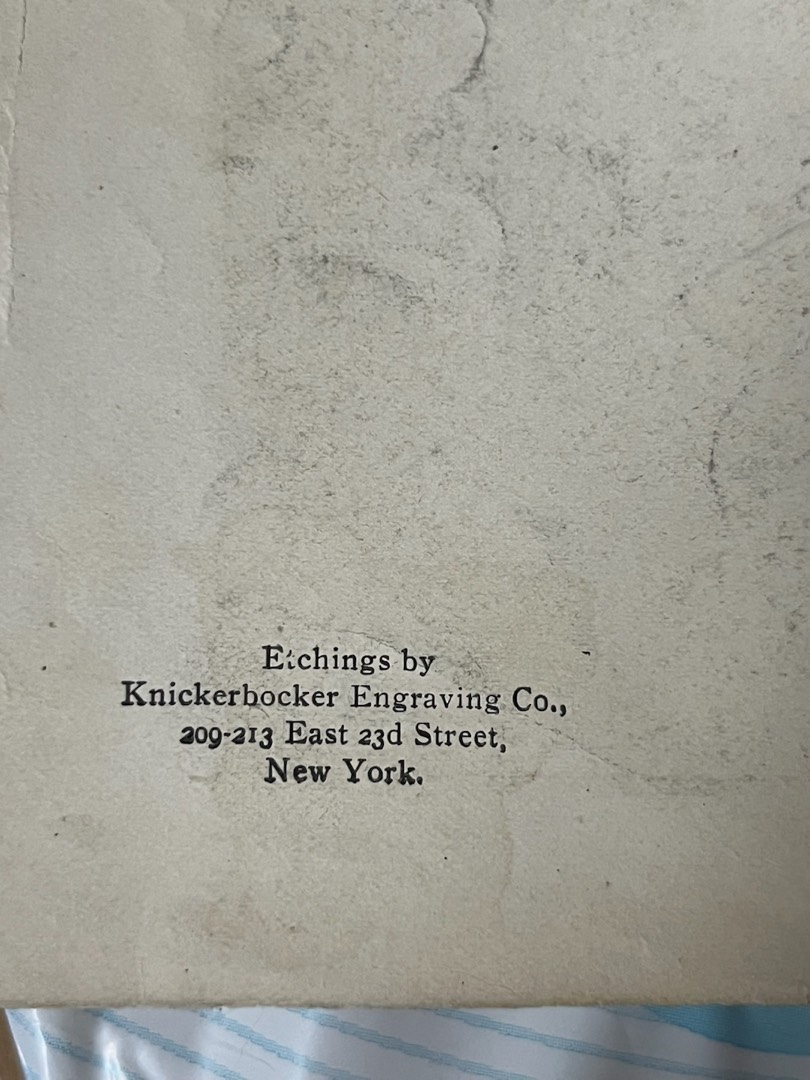 Etchings by
Knickerbocker Engraving Co.,
209-213 East 23d Street,
New York.